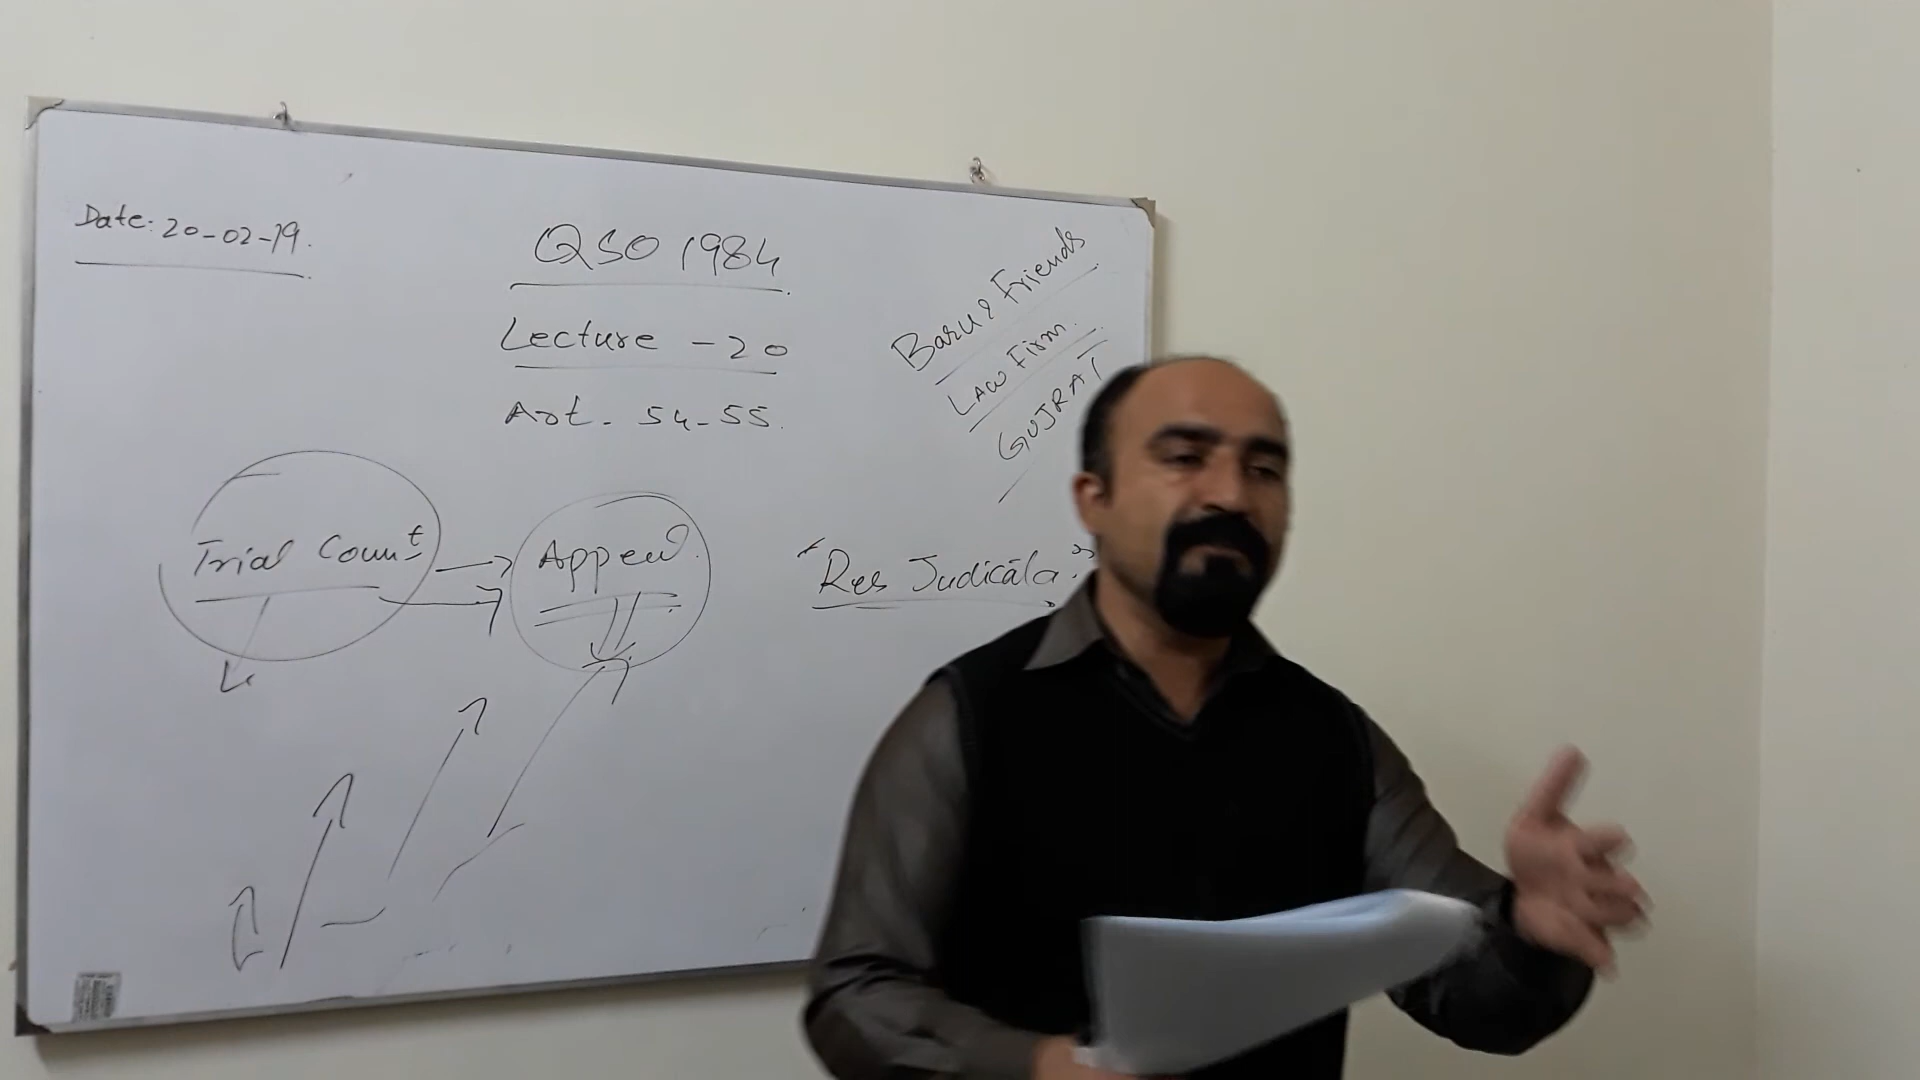 Date: 20-02-19.
QSO 1984
Lecture - 20
Art. 54-55.
Baru & Friends
LAW Firm.
GUJRAT
Trial Court
Appeal.
"Res Judicata."